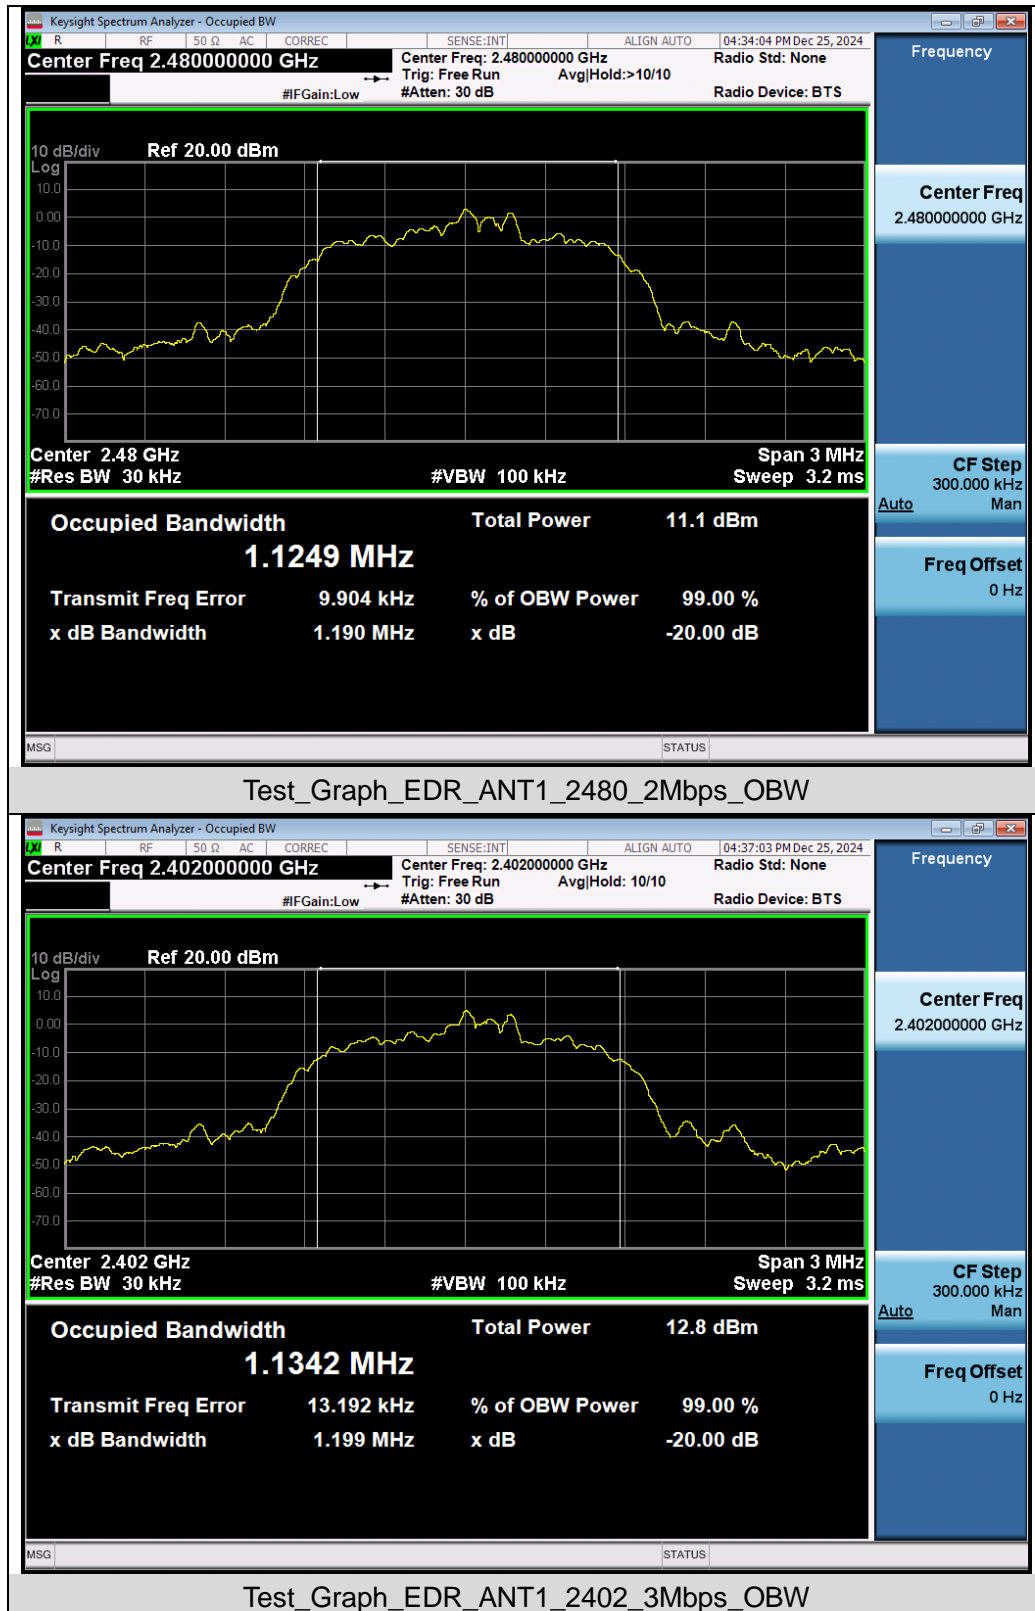 Keysight Spectrum Analyzer - Occupied BW
LXI R RF 50 Ω AC CORREC SENSE:INT ALIGN AUTO 04:34:04 PM Dec 25, 2024
Center Freq 2.480000000 GHz Center Freq: 2.480000000 GHz Radio Std: None
Trig: Free Run Avg|Hold:>10/10
#IFGain:Low #Atten: 30 dB Radio Device: BTS
Frequency
10 dB/div Ref 20.00 dBm
Log
10.0
0.00
-10.0
-20.0
-30.0
-40.0
-50.0
-60.0
-70.0
Center 2.48 GHz Span 3 MHz
#Res BW 30 kHz #VBW 100 kHz Sweep 3.2 ms
Center Freq
2.480000000 GHz
CF Step
300.000 kHz
Auto Man
Freq Offset
0 Hz
Occupied Bandwidth Total Power 11.1 dBm
1.1249 MHz
Transmit Freq Error 9.904 kHz % of OBW Power 99.00 %
x dB Bandwidth 1.190 MHz x dB -20.00 dB
MSG STATUS
Test_Graph_EDR_ANT1_2480_2Mbps_OBW
Keysight Spectrum Analyzer - Occupied BW
LXI R RF 50 Ω AC CORREC SENSE:INT ALIGN AUTO 04:37:03 PM Dec 25, 2024
Center Freq 2.402000000 GHz Center Freq: 2.402000000 GHz Radio Std: None
Trig: Free Run Avg|Hold: 10/10
#IFGain:Low #Atten: 30 dB Radio Device: BTS
Frequency
10 dB/div Ref 20.00 dBm
Log
10.0
0.00
-10.0
-20.0
-30.0
-40.0
-50.0
-60.0
-70.0
Center 2.402 GHz Span 3 MHz
#Res BW 30 kHz #VBW 100 kHz Sweep 3.2 ms
Center Freq
2.402000000 GHz
CF Step
300.000 kHz
Auto Man
Freq Offset
0 Hz
Occupied Bandwidth Total Power 12.8 dBm
1.1342 MHz
Transmit Freq Error 13.192 kHz % of OBW Power 99.00 %
x dB Bandwidth 1.199 MHz x dB -20.00 dB
MSG STATUS
Test_Graph_EDR_ANT1_2402_3Mbps_OBW